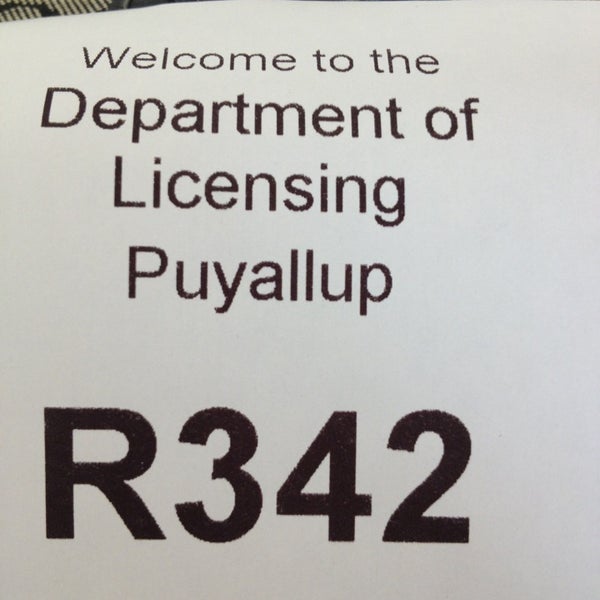 Welcome to the
Department of
Licensing
Puyallup
R342